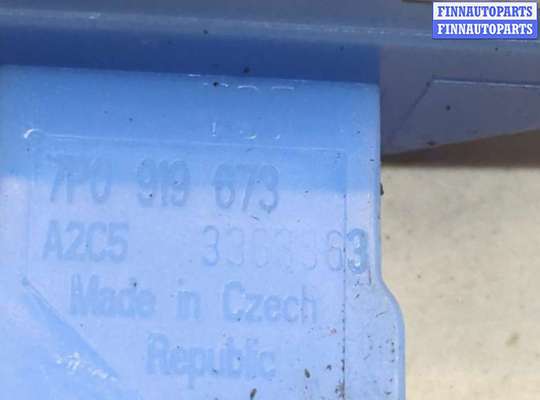 FINNAUTOPARTS
FINNAUTOPARTS
7P0 919 673
A2C5
Made in Czech
Republic